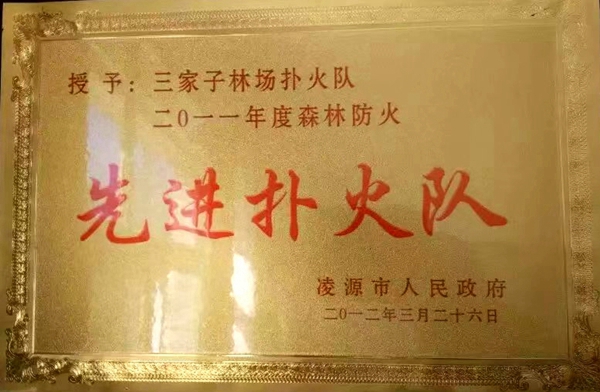 授予：三家子林场扑火队
二0一一年度森林防火
先进扑火队
凌源市人民政府
二0一二年三月二十六日